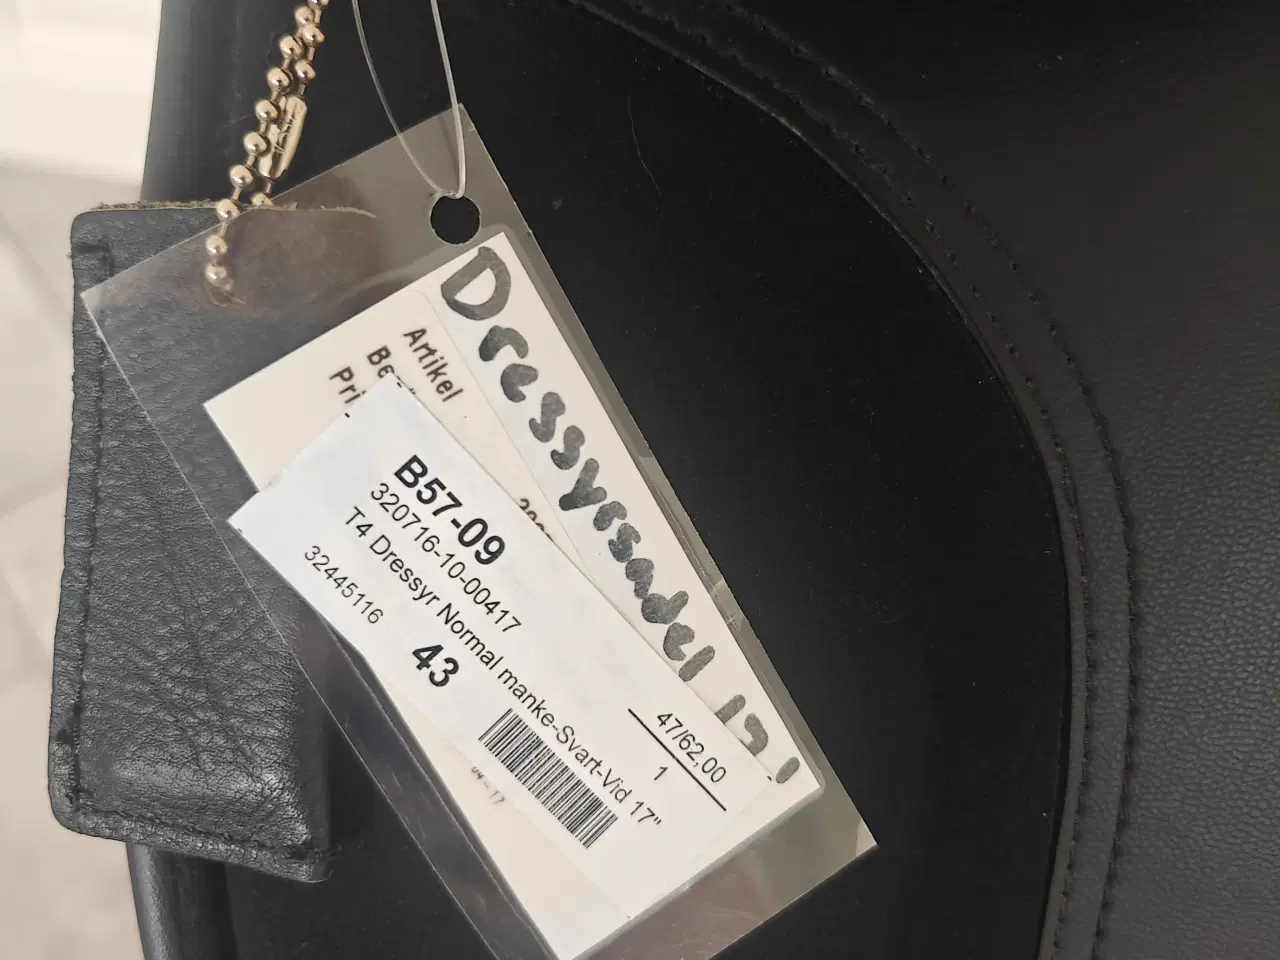 Dressyrsadel 17"
Artikel
B57-09
320716-10-00417
T4 Dressyr Normal manke-Svart-Vid 17"
32445116
43
47/62,00
1